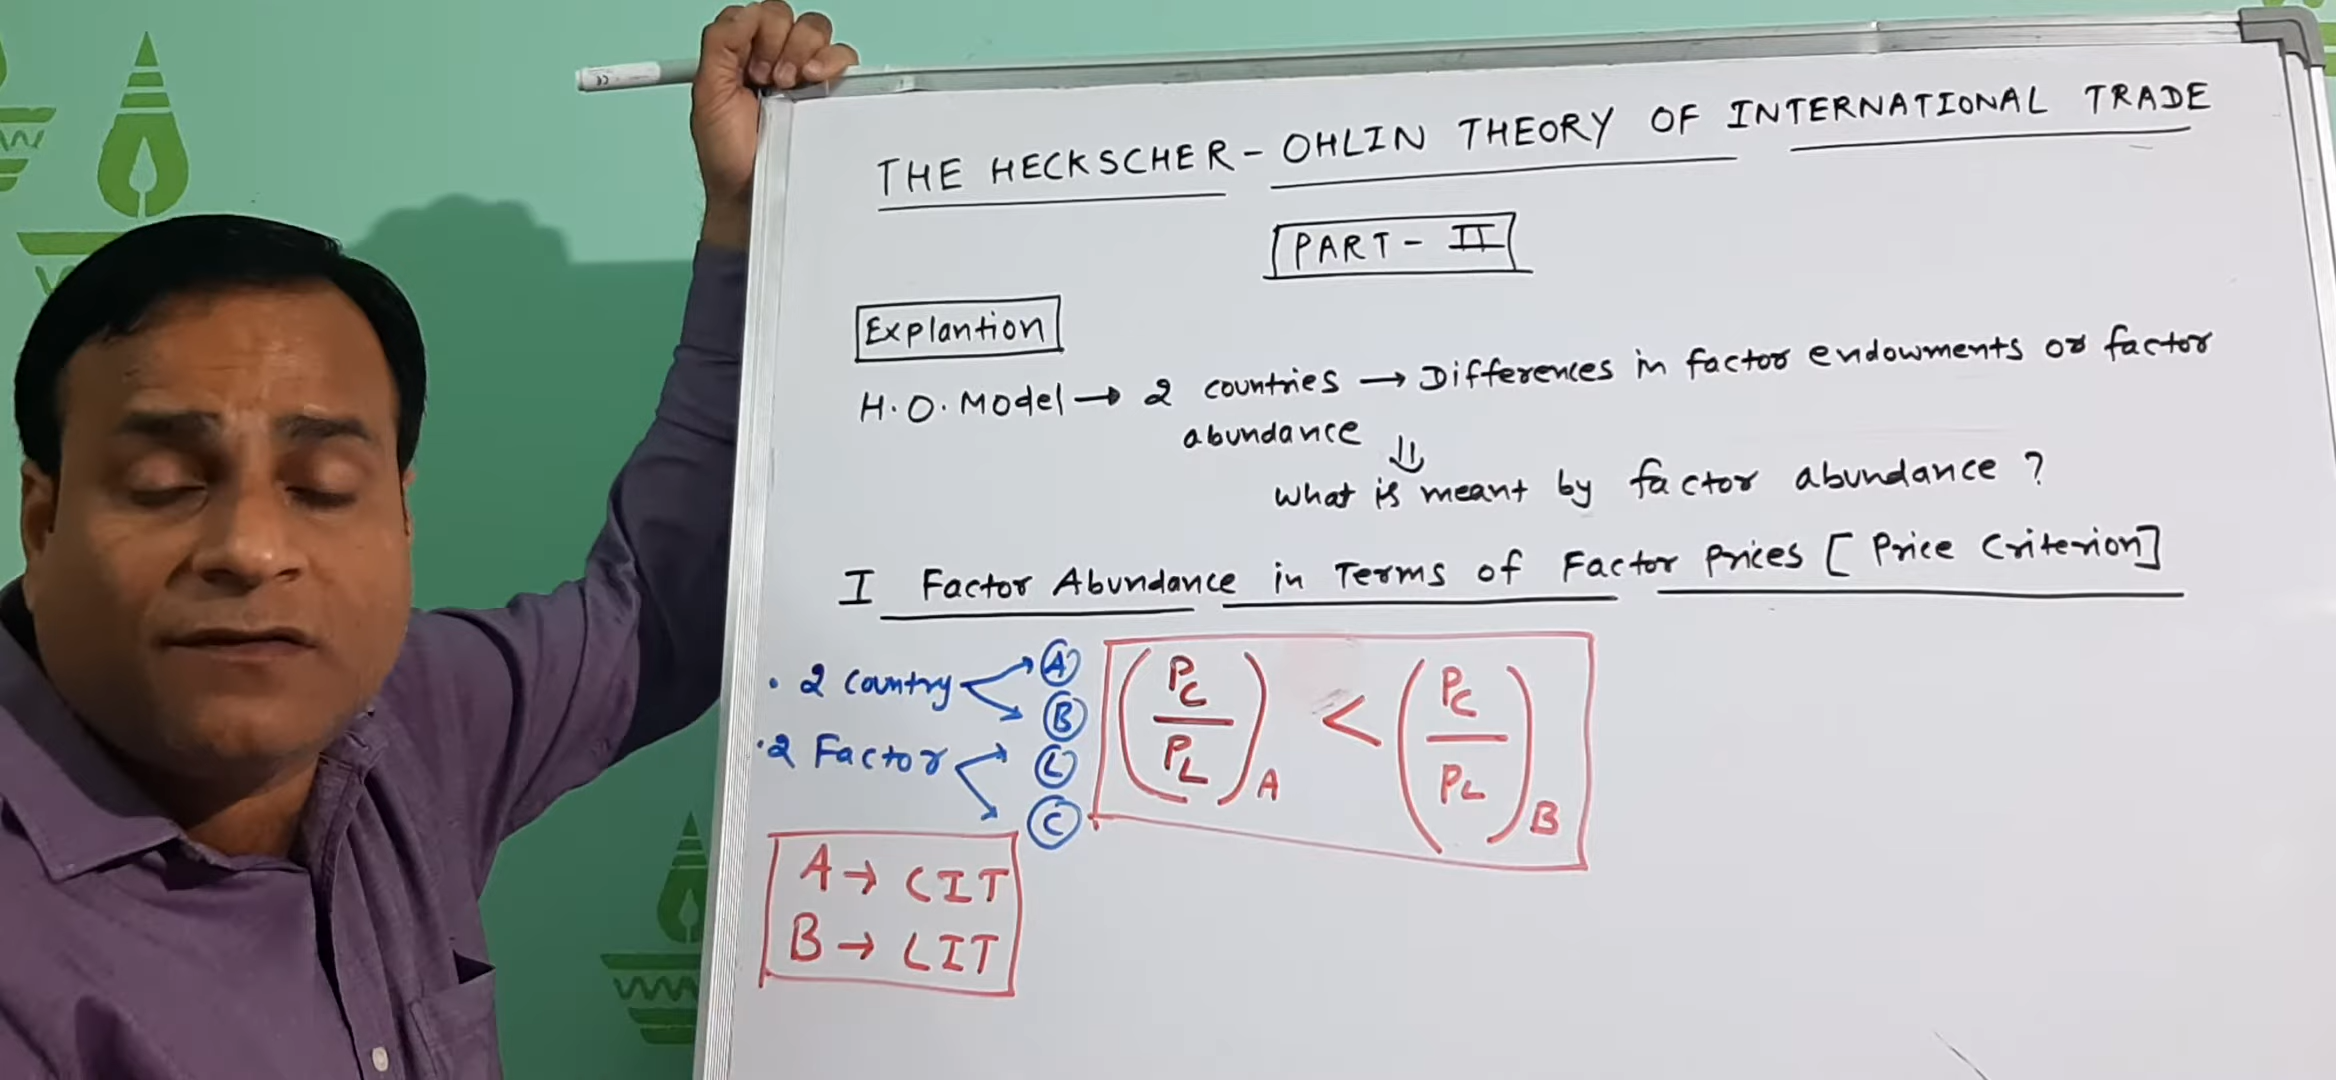 THE HECKSCHER - OHLIN THEORY OF INTERNATIONAL TRADE
PART - II
Explantion
H.O. Model → 2 countries → Differences in factor endowments or factor
abundance ⇓
What is meant by factor abundance ?
I Factor Abundance in Terms of Factor Prices [ Price Criterion]
· 2 Country A
B
· 2 Factor L
C
(PC / PL)A < (PC / PL)B
A → CIT
B → LIT